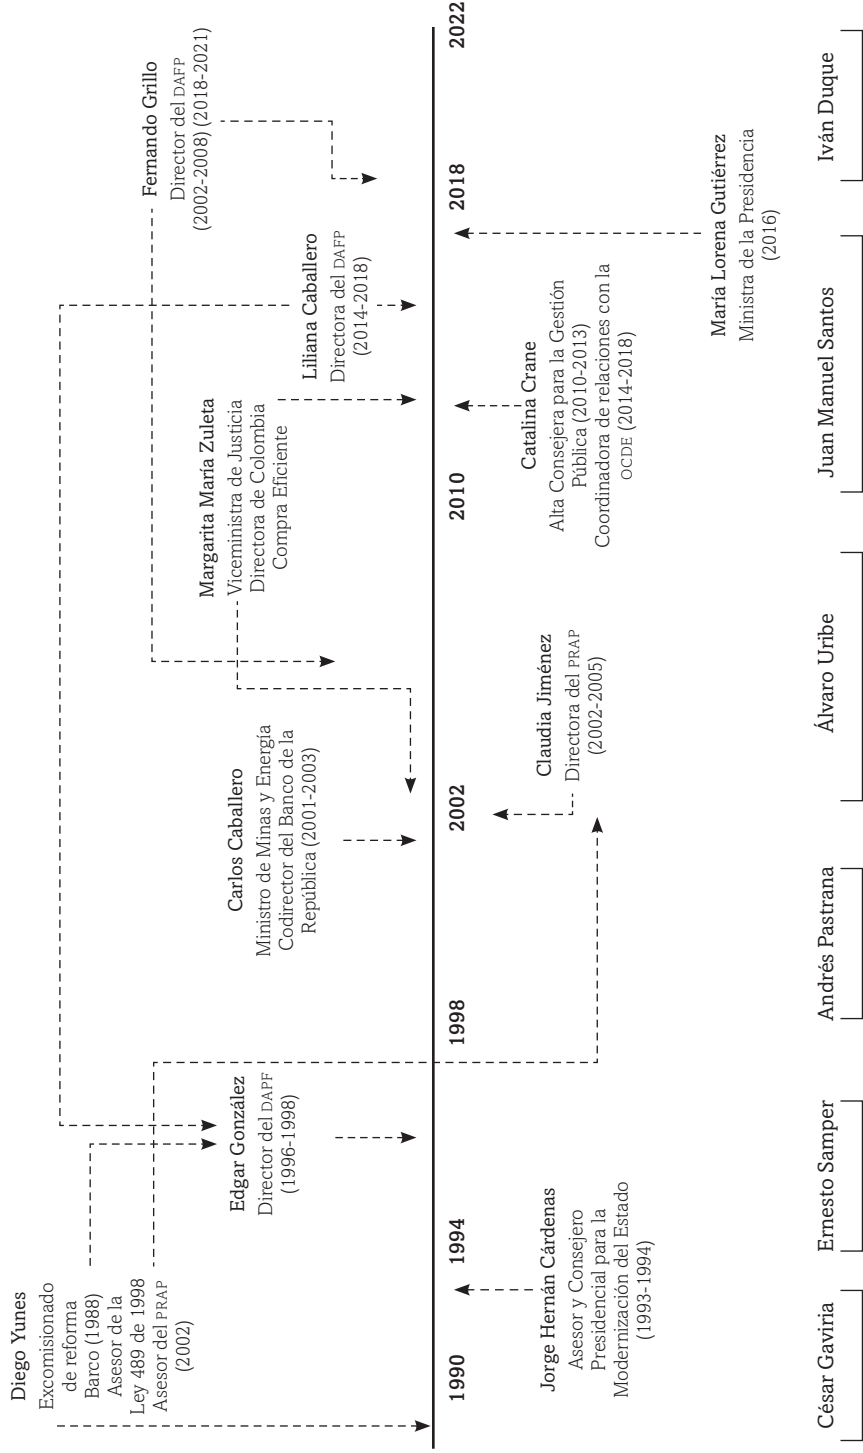 Diego Yunes
Excomisionado
de reforma
Barco (1988)
Asesor de la
Ley 489 de 1998
Asesor del PRAP
(2002)
Edgar González
Director del DAPF
(1996-1998)
Carlos Caballero
Ministro de Minas y Energía
Codirector del Banco de la
República (2001-2003)
Margarita María Zuleta
Viceministra de Justicia
Directora de Colombia
Compra Eficiente
Liliana Caballero
Directora del DAFP
(2014-2018)
Fernando Grillo
Director del DAFP
(2002-2008) (2018-2021)
1990
1994
1998
2002
2010
2018
2022
Jorge Hernán Cárdenas
Asesor y Consejero
Presidencial para la
Modernización del Estado
(1993-1994)
Claudia Jiménez
Directora del PRAP
(2002-2005)
Catalina Crane
Alta Consejera para la Gestión
Pública (2010-2013)
Coordinadora de relaciones con la
OCDE (2014-2018)
María Lorena Gutiérrez
Ministra de la Presidencia
(2016)
César Gaviria
Ernesto Samper
Andrés Pastrana
Álvaro Uribe
Juan Manuel Santos
Iván Duque